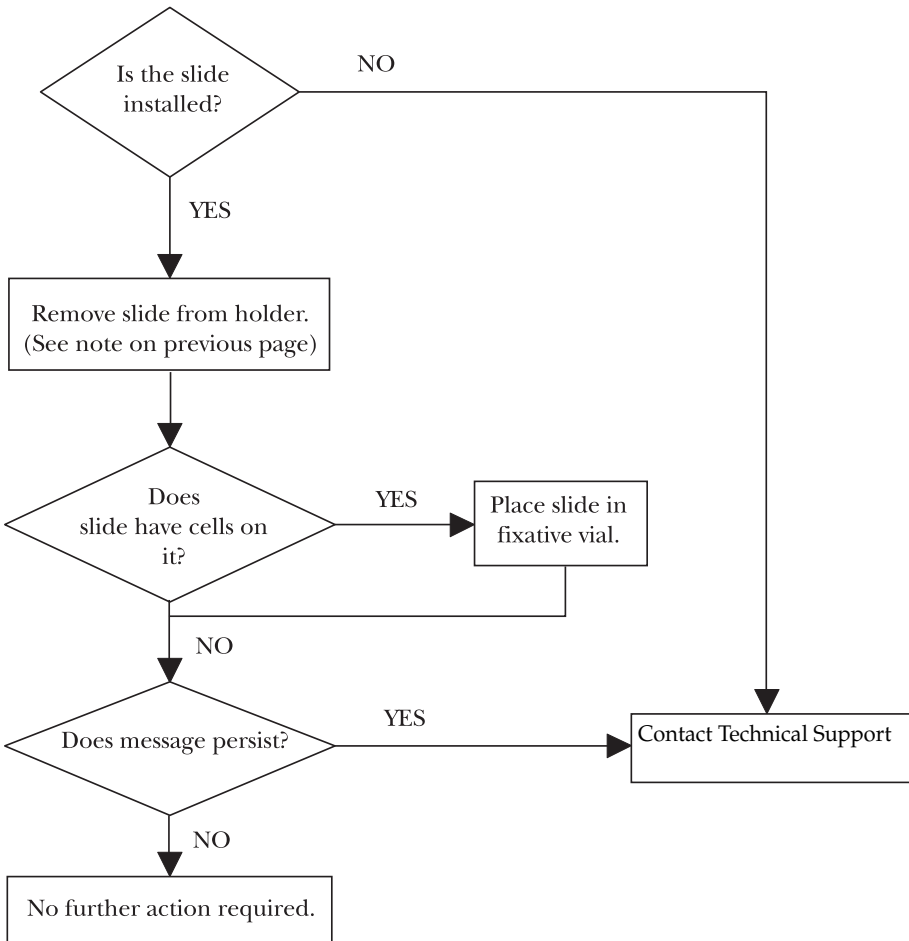 Is the slide
installed?
NO
YES
Remove slide from holder.
(See note on previous page)
Does
slide have cells on
it?
YES
Place slide in
fixative vial.
NO
Does message persist?
YES
Contact Technical Support
NO
No further action required.